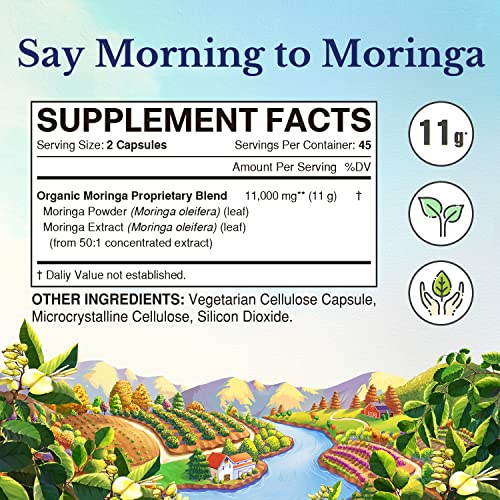 Say Morning to Moringa
SUPPLEMENT FACTS
Serving Size: 2 Capsules Servings Per Container: 45
Amount Per Serving %DV
Organic Moringa Proprietary Blend 11,000 mg** (11 g) †
Moringa Powder (Moringa oleifera) (leaf)
Moringa Extract (Moringa oleifera) (leaf)
(from 50:1 concentrated extract)
† Daliy Value not established.
OTHER INGREDIENTS: Vegetarian Cellulose Capsule,
Microcrystalline Cellulose, Silicon Dioxide.
11g*